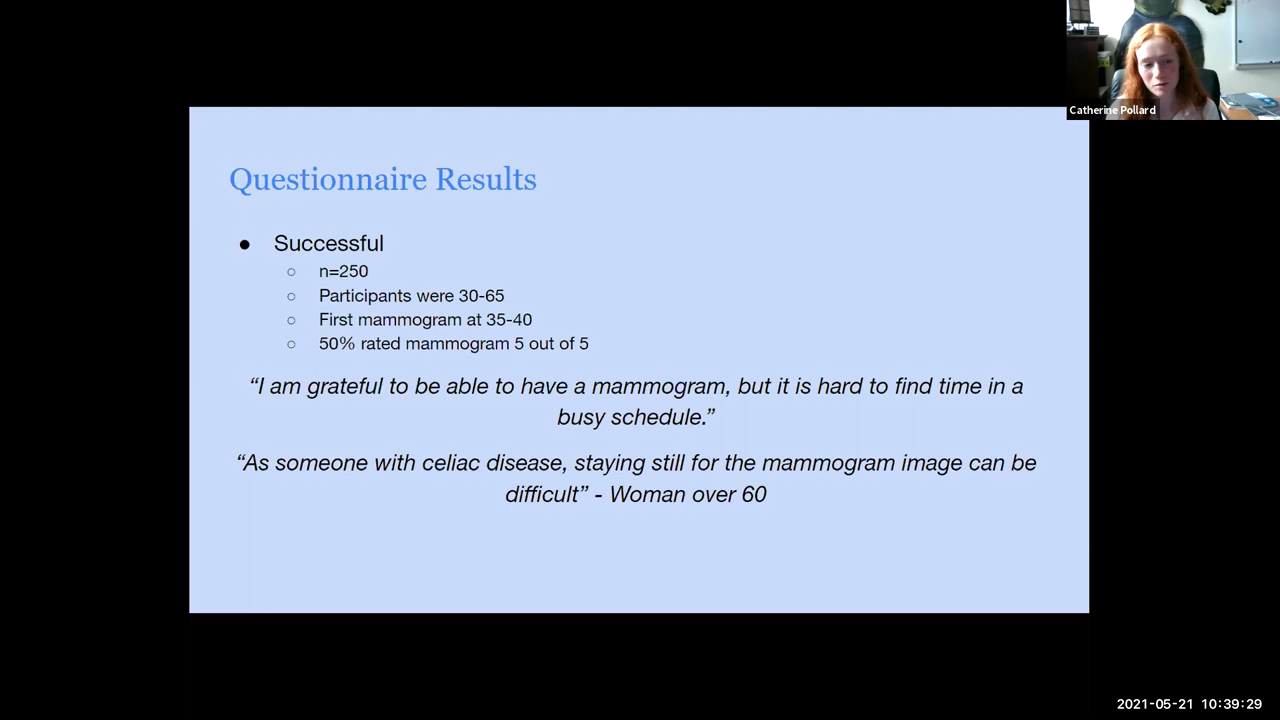 Catherine Pollard
Questionnaire Results
● Successful
○ n=250
○ Participants were 30-65
○ First mammogram at 35-40
○ 50% rated mammogram 5 out of 5
“I am grateful to be able to have a mammogram, but it is hard to find time in a
busy schedule.”
“As someone with celiac disease, staying still for the mammogram image can be
difficult” - Woman over 60
2021-05-21 10:39:29